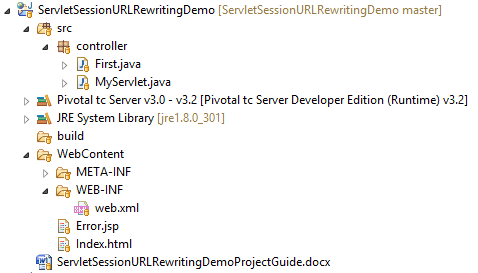 ServletSessionURLRewritingDemo [ServletSessionURLRewritingDemo master]
src
controller
First.java
MyServlet.java
Pivotal tc Server v3.0 - v3.2 [Pivotal tc Server Developer Edition (Runtime) v3.2]
JRE System Library [jre1.8.0_301]
build
WebContent
META-INF
WEB-INF
web.xml
Error.jsp
Index.html
ServletSessionURLRewritingDemoProjectGuide.docx